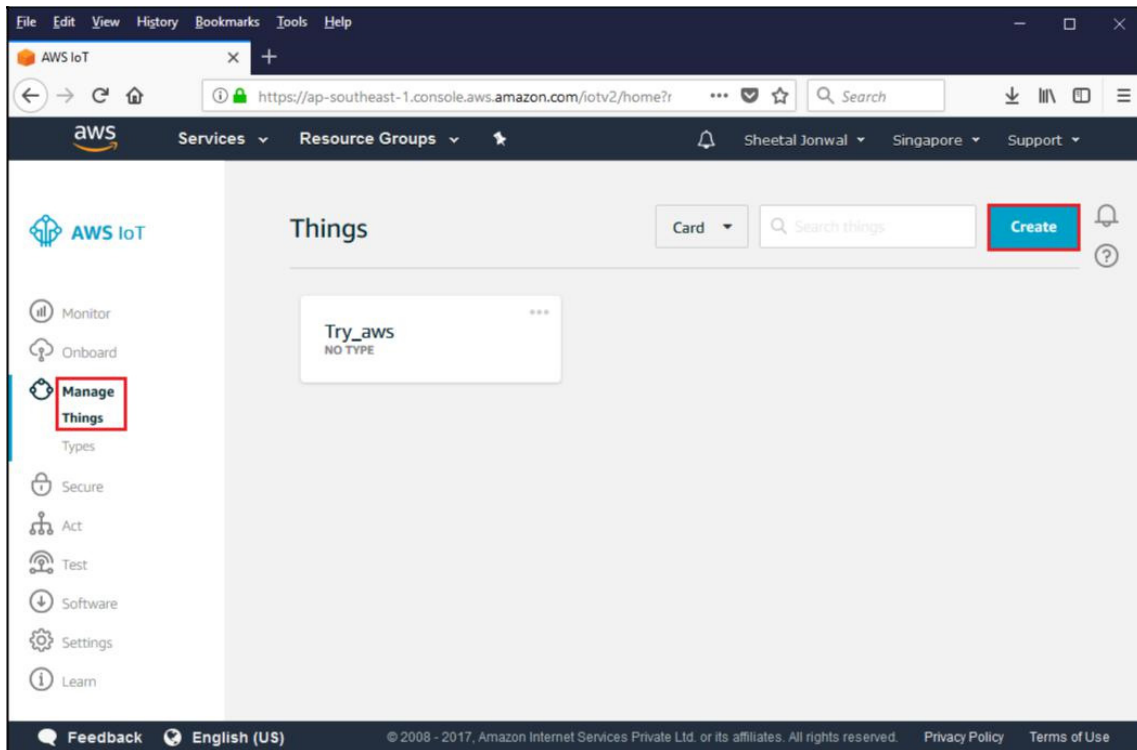 File Edit View History Bookmarks Tools Help
AWS IoT
https://ap-southeast-1.console.aws.amazon.com/iotv2/home?r
Search
aws Services Resource Groups Sheetal Jonwal Singapore Support
AWS IoT
Things
Card
Search things
Create
Monitor
Onboard
Manage
Things
Types
Secure
Act
Test
Software
Settings
Learn
Try_aws
NO TYPE
Feedback English (US) © 2008 - 2017, Amazon Internet Services Private Ltd. or its affiliates. All rights reserved. Privacy Policy Terms of Use